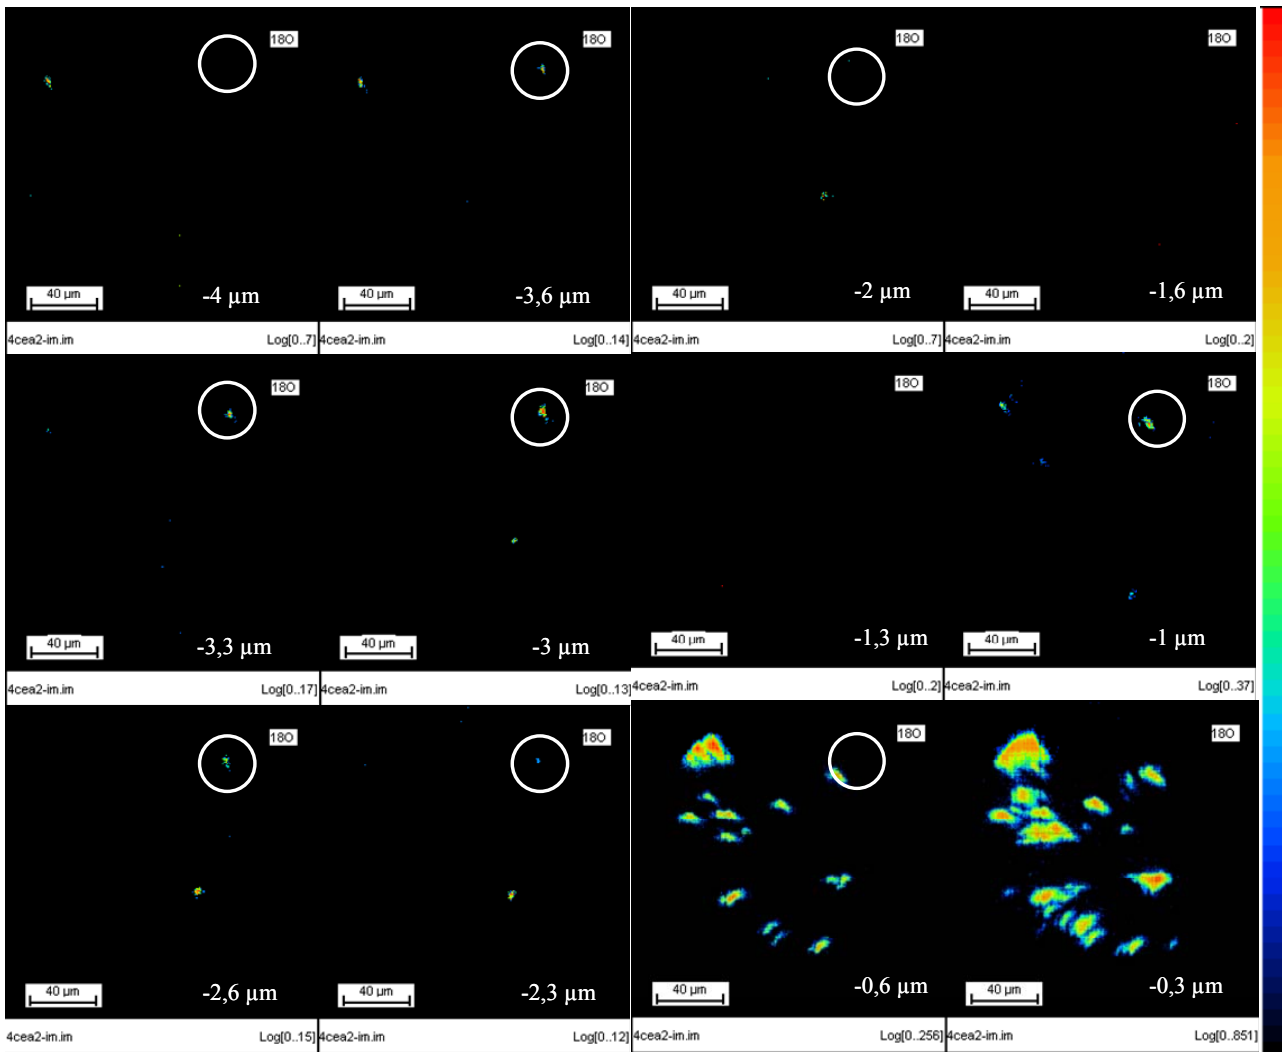 18O
18O
18O
18O
40 µm
-4 µm
40 µm
-3,6 µm
40 µm
-2 µm
40 µm
-1,6 µm
4cea2-im.im
Log[0..7]
4cea2-im.im
Log[0..14]
4cea2-im.im
Log[0..7]
4cea2-im.im
Log[0..2]
18O
18O
18O
18O
40 µm
-3,3 µm
40 µm
-3 µm
40 µm
-1,3 µm
40 µm
-1 µm
4cea2-im.im
Log[0..17]
4cea2-im.im
Log[0..13]
4cea2-im.im
Log[0..2]
4cea2-im.im
Log[0..37]
18O
18O
18O
18O
40 µm
-2,6 µm
40 µm
-2,3 µm
40 µm
-0,6 µm
40 µm
-0,3 µm
4cea2-im.im
Log[0..15]
4cea2-im.im
Log[0..12]
4cea2-im.im
Log[0..256]
4cea2-im.im
Log[0..851]